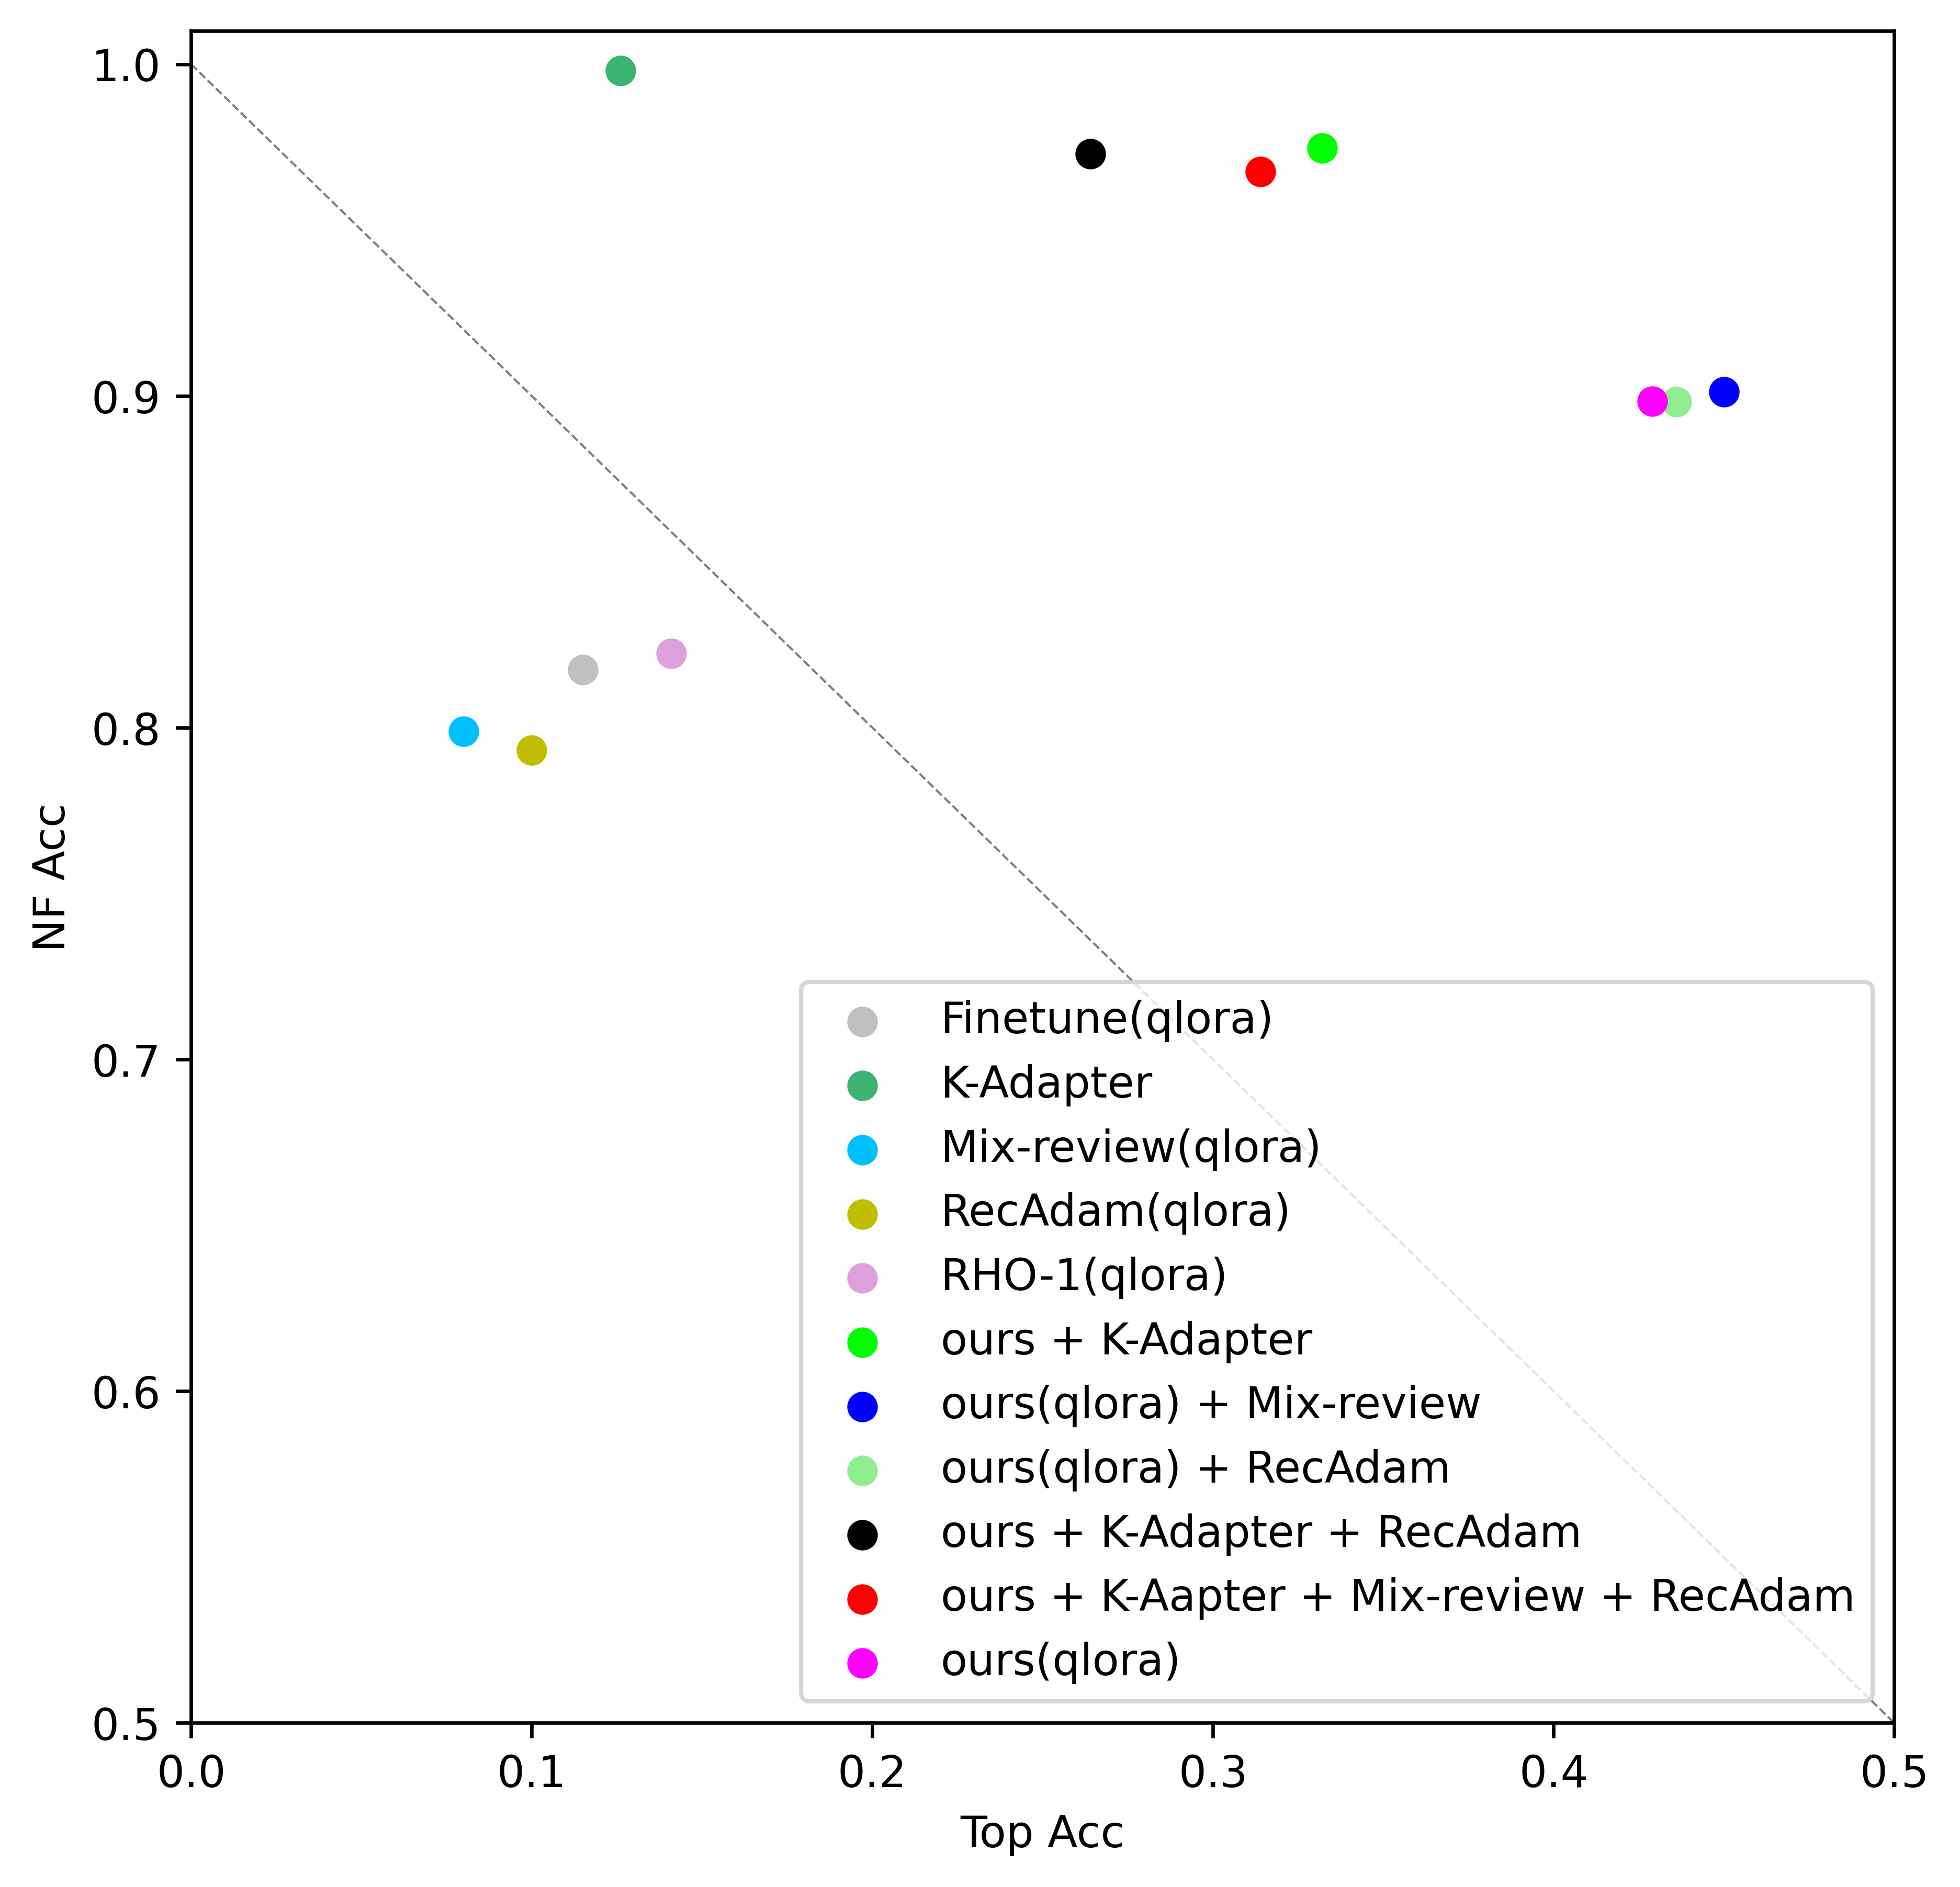 1.0
0.9
0.8
0.7
0.6
0.5
NF Acc
Finetune(qlora)
K-Adapter
Mix-review(qlora)
RecAdam(qlora)
RHO-1(qlora)
ours + K-Adapter
ours(qlora) + Mix-review
ours(qlora) + RecAdam
ours + K-Adapter + RecAdam
ours + K-Aapter + Mix-review + RecAdam
ours(qlora)
0.0 0.1 0.2 0.3 0.4 0.5
Top Acc